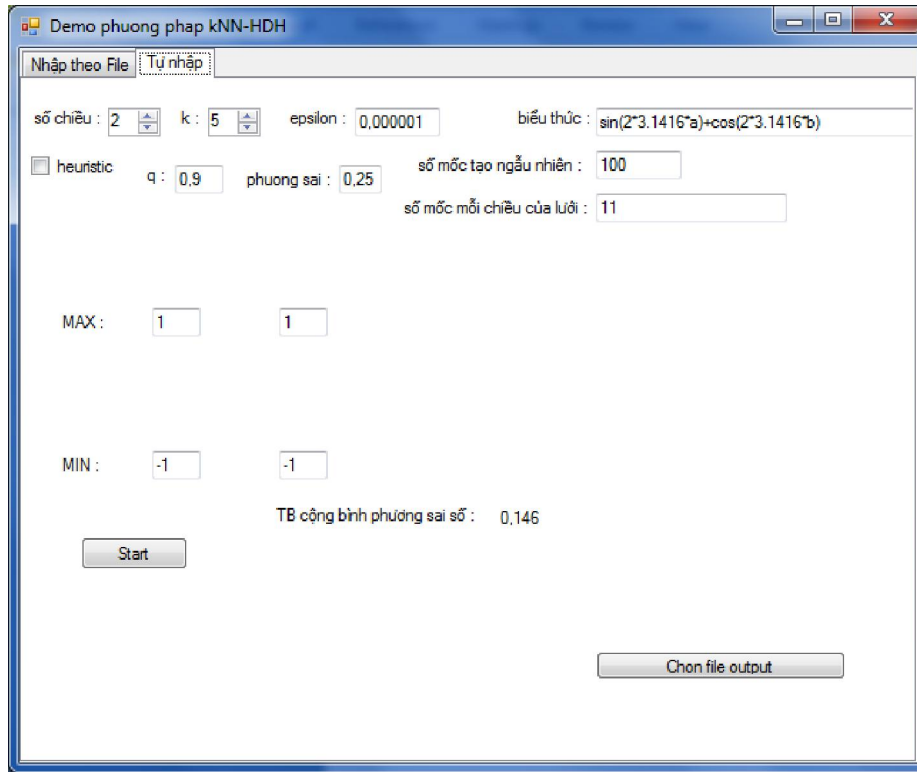 Demo phuong phap kNN-HDH
Nhập theo File Tự nhập
số chiều : 2 k : 5 epsilon : 0,000001 biểu thức : sin(2*3.1416*a)+cos(2*3.1416*b)
heuristic q : 0,9 phuong sai : 0,25 số mốc tạo ngẫu nhiên : 100
số mốc mỗi chiều của lưới : 11
MAX : 1 1
MIN : -1 -1
TB cộng bình phương sai số : 0,146
Start
Chon file output